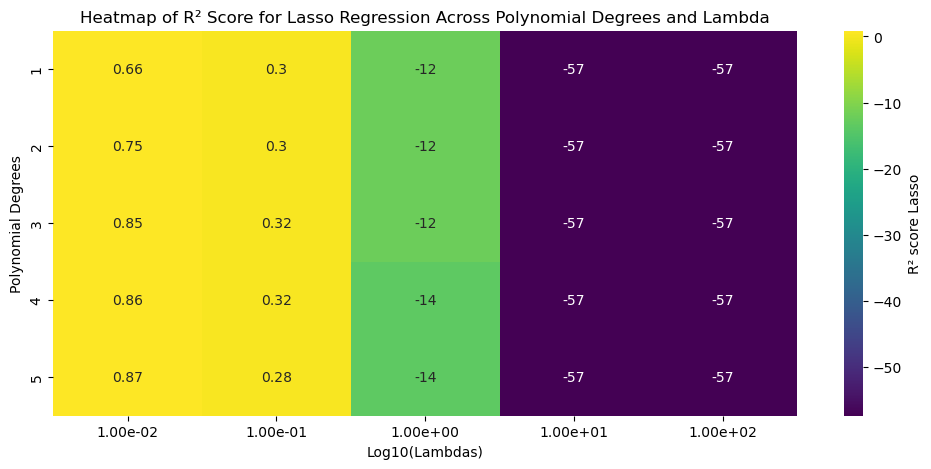 Heatmap of R² Score for Lasso Regression Across Polynomial Degrees and Lambda
Polynomial Degrees
1 0.66 0.3 -12 -57 -57
2 0.75 0.3 -12 -57 -57
3 0.85 0.32 -12 -57 -57
4 0.86 0.32 -14 -57 -57
5 0.87 0.28 -14 -57 -57
1.00e-02 1.00e-01 1.00e+00 1.00e+01 1.00e+02
Log10(Lambdas)
0
−10
−20
−30
−40
−50
R² score Lasso